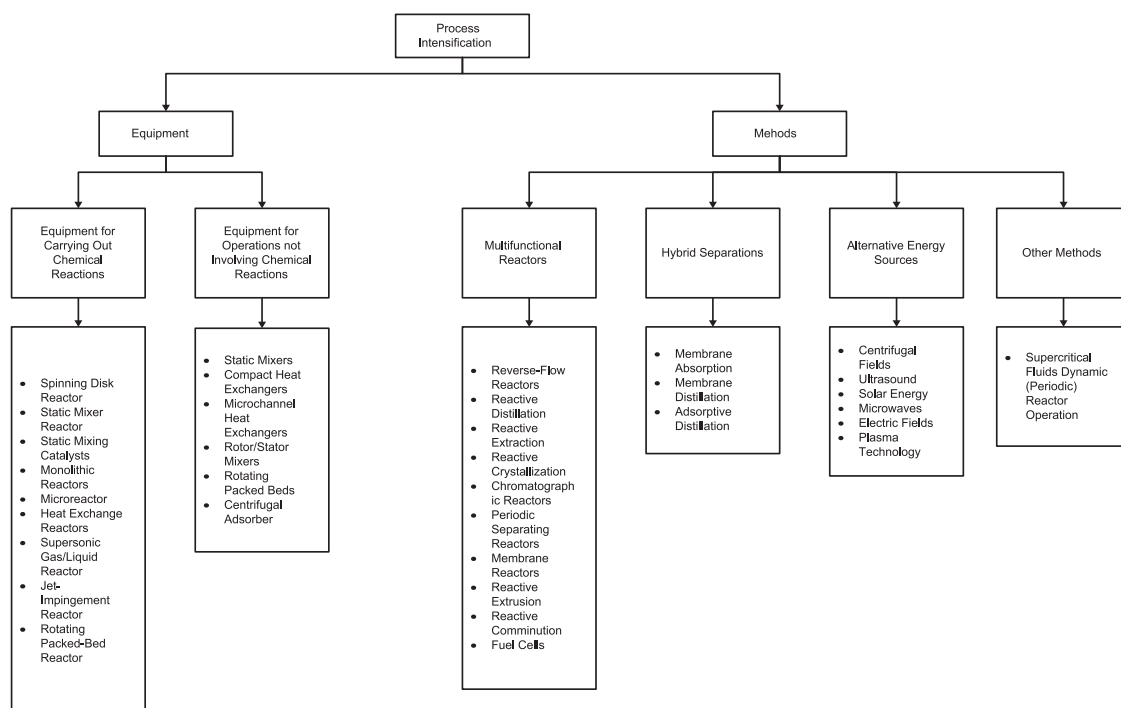 Process
Intensification
Equipment
Mehods
Equipment for
Carrying Out
Chemical
Reactions
Equipment for
Operations not
Involving Chemical
Reactions
Multifunctional
Reactors
Hybrid Separations
Alternative Energy
Sources
Other Methods
• Spinning Disk
Reactor
• Static Mixer
Reactor
• Static Mixing
Catalysts
• Monolithic
Reactors
• Microreactor
• Heat Exchange
Reactors
• Supersonic
Gas/Liquid
Reactor
• Jet-
Impingement
Reactor
• Rotating
Packed-Bed
Reactor
• Static Mixers
• Compact Heat
Exchangers
• Microchannel
Heat
Exchangers
• Rotor/Stator
Mixers
• Rotating
Packed Beds
• Centrifugal
Adsorber
• Reverse-Flow
Reactors
• Reactive
Distillation
• Reactive
Extraction
• Reactive
Crystallization
• Chromatograph
ic Reactors
• Periodic
Separating
Reactors
• Membrane
Reactors
• Reactive
Extrusion
• Reactive
Comminution
• Fuel Cells
• Membrane
Absorption
• Membrane
Distillation
• Adsorptive
Distillation
• Centrifugal
Fields
• Ultrasound
• Solar Energy
• Microwaves
• Electric Fields
• Plasma
Technology
• Supercritical
Fluids Dynamic
(Periodic)
Reactor
Operation